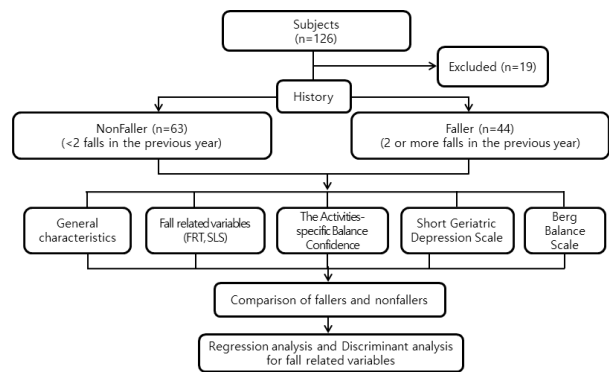 Subjects
(n=126)
Excluded (n=19)
History
NonFaller (n=63)
(<2 falls in the previous year)
Faller (n=44)
(2 or more falls in the previous year)
General
characteristics
Fall related variables
(FRT, SLS)
The Activities-
specific Balance
Confidence
Short Geriatric
Depression Scale
Berg
Balance
Scale
Comparison of fallers and nonfallers
Regression analysis and Discriminant analysis
for fall related variables